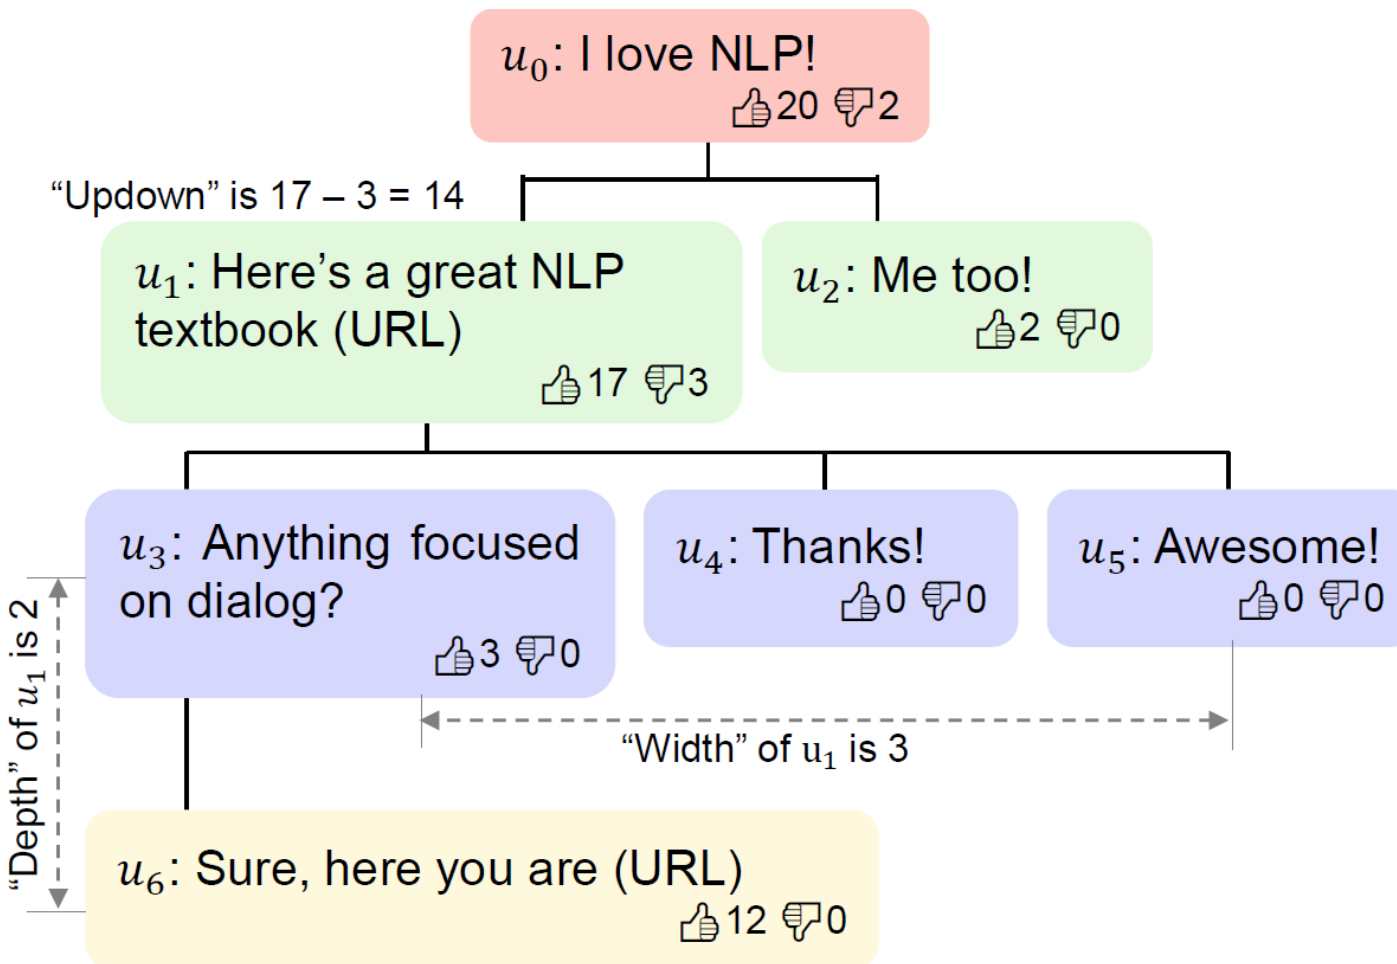 u0: I love NLP!
20 2
“Updown” is 17 – 3 = 14
u1: Here’s a great NLP
textbook (URL)
17 3
u2: Me too!
2 0
u3: Anything focused
on dialog?
3 0
u4: Thanks!
0 0
u5: Awesome!
0 0
“Depth” of u1 is 2
“Width” of u1 is 3
u6: Sure, here you are (URL)
12 0